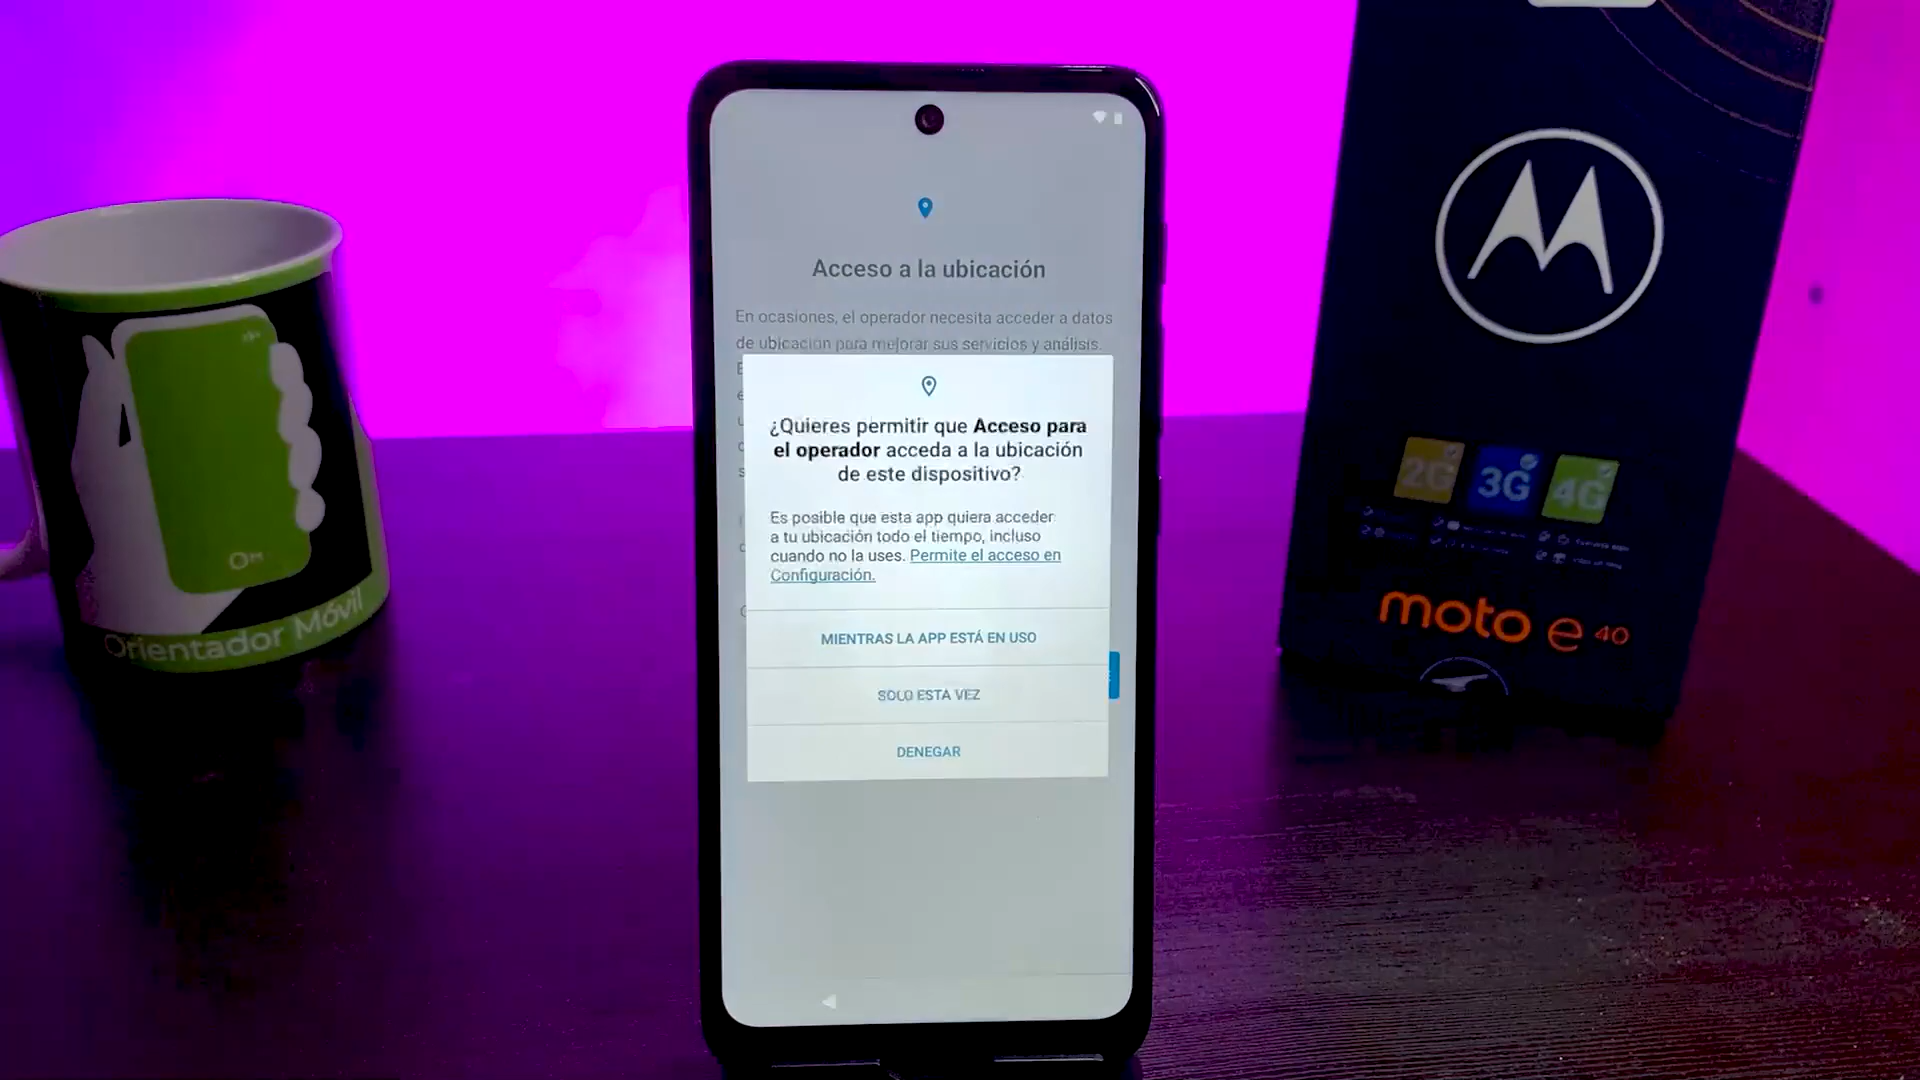 Acceso a la ubicación
En ocasiones, el operador necesita acceder a datos
de ubicación para mejorar sus servicios y análisis.
¿Quieres permitir que Acceso para
el operador acceda a la ubicación
de este dispositivo?
Es posible que esta app quiera acceder
a tu ubicación todo el tiempo, incluso
cuando no la uses. Permite el acceso en
Configuración.
MIENTRAS LA APP ESTÁ EN USO
SOLO ESTA VEZ
DENEGAR
OM
Orientador Móvil
2G 3G 4G
moto e40